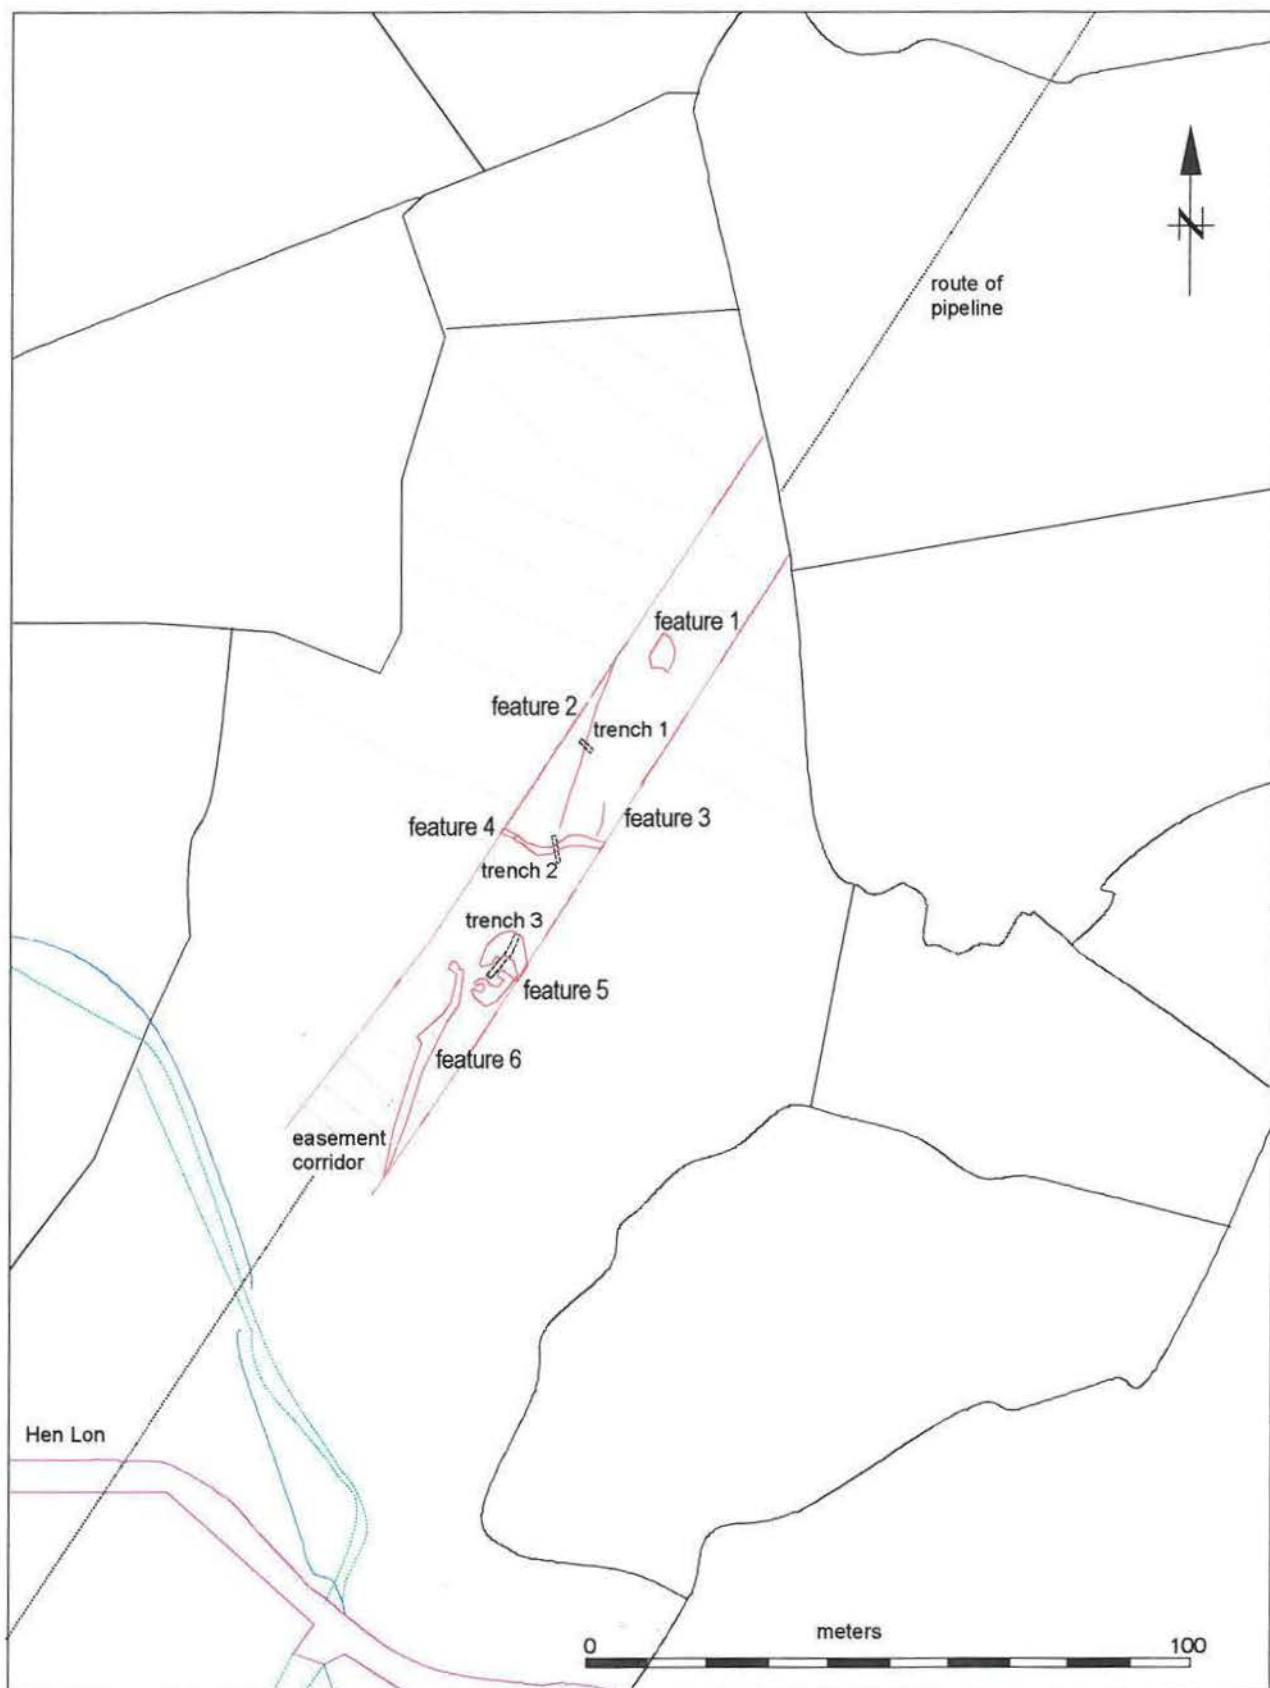 N
route of
pipeline
feature 1
feature 2
trench 1
feature 4
feature 3
trench 2
trench 3
feature 5
feature 6
easement
corridor
Hen Lon
0 meters 100